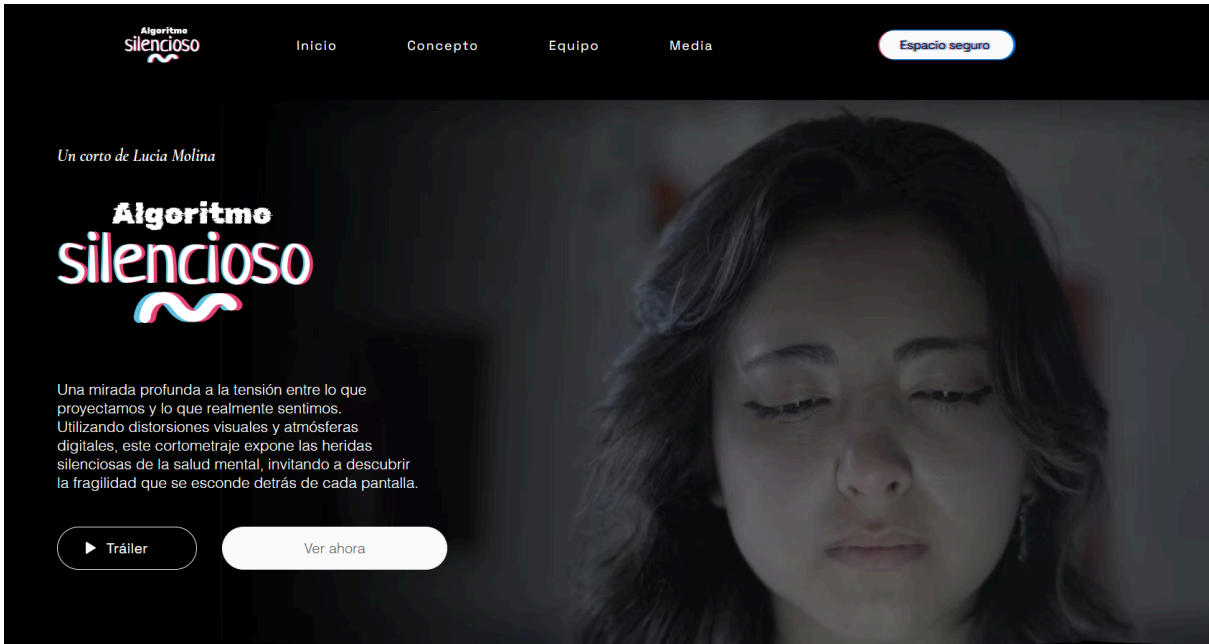 Algoritmo
silencioso
Inicio
Concepto
Equipo
Media
Espacio seguro
Un corto de Lucia Molina
Algoritmo
silencioso
Una mirada profunda a la tensión entre lo que
proyectamos y lo que realmente sentimos.
Utilizando distorsiones visuales y atmósferas
digitales, este cortometraje expone las heridas
silenciosas de la salud mental, invitando a descubrir
la fragilidad que se esconde detrás de cada pantalla.
Tráiler
Ver ahora